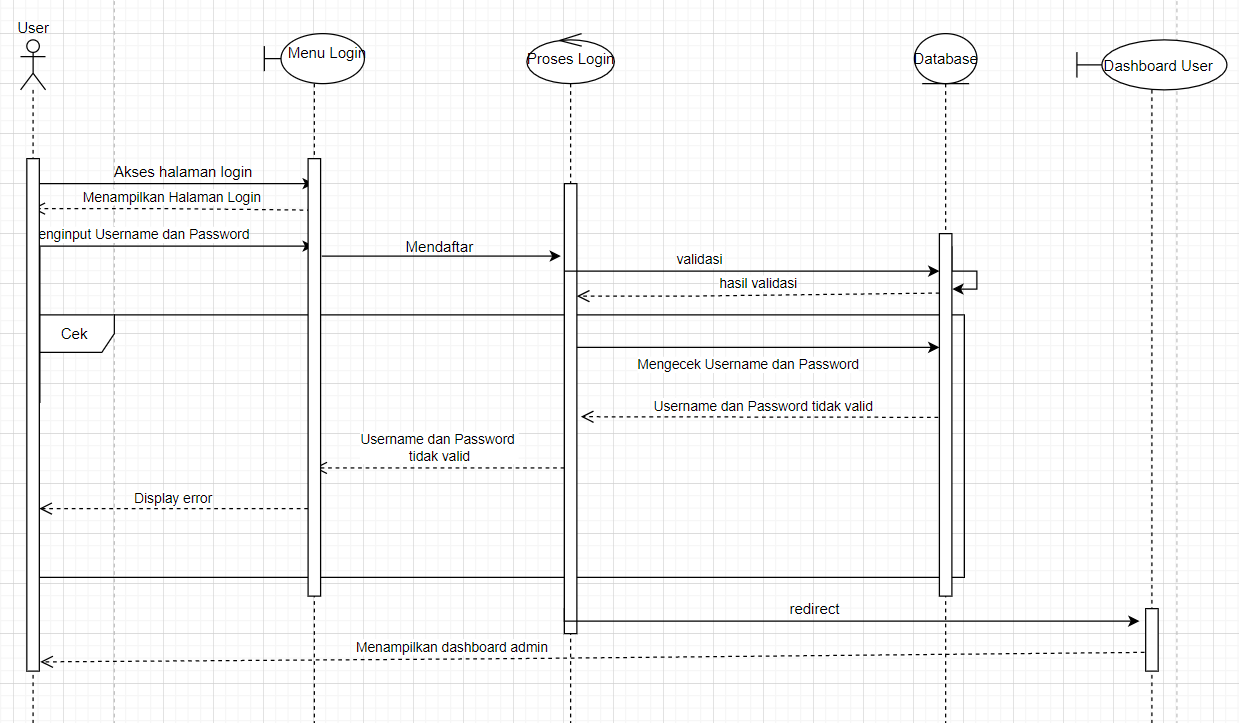 User
Menu Login
Proses Login
Database
Dashboard User
Akses halaman login
Menampilkan Halaman Login
enginput Username dan Password
Mendaftar
validasi
hasil validasi
Cek
Mengecek Username dan Password
Username dan Password tidak valid
Username dan Password
tidak valid
Display error
redirect
Menampilkan dashboard admin